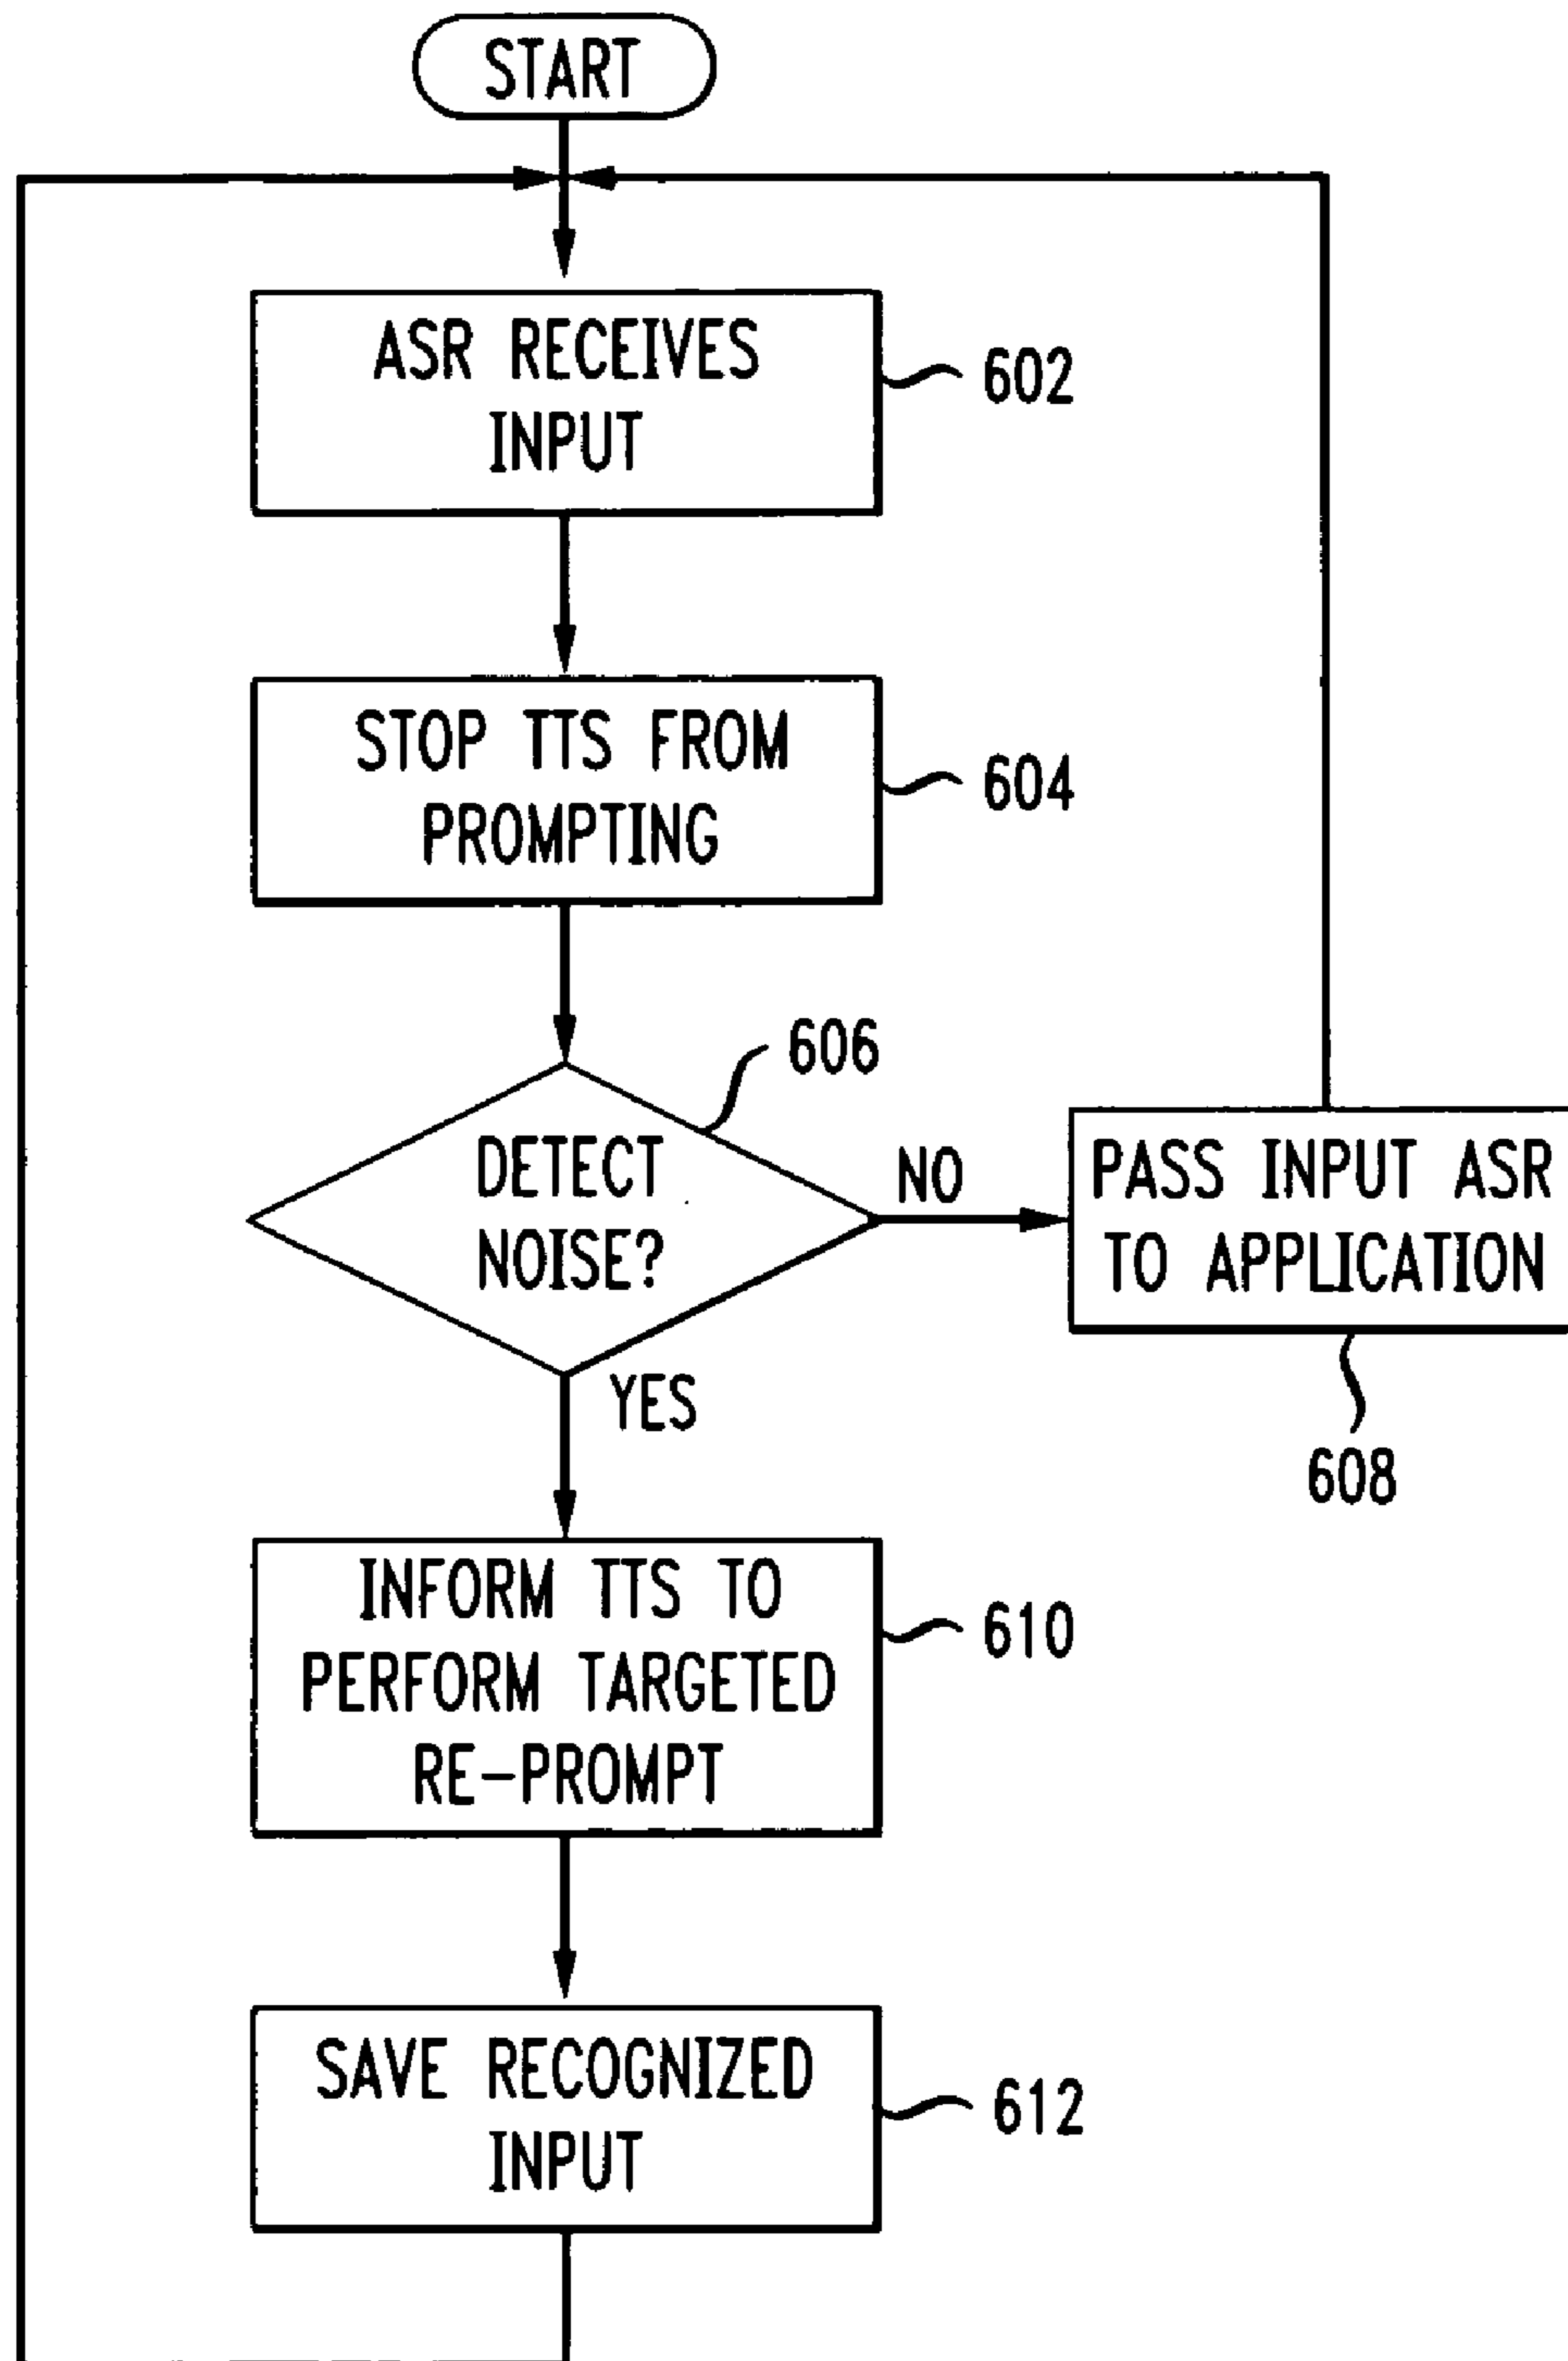 START
ASR RECEIVES
INPUT
602
STOP TTS FROM
PROMPTING
604
606
DETECT
NOISE?
NO
PASS INPUT ASR
TO APPLICATION
608
YES
INFORM TTS TO
PERFORM TARGETED
RE-PROMPT
610
SAVE RECOGNIZED
INPUT
612